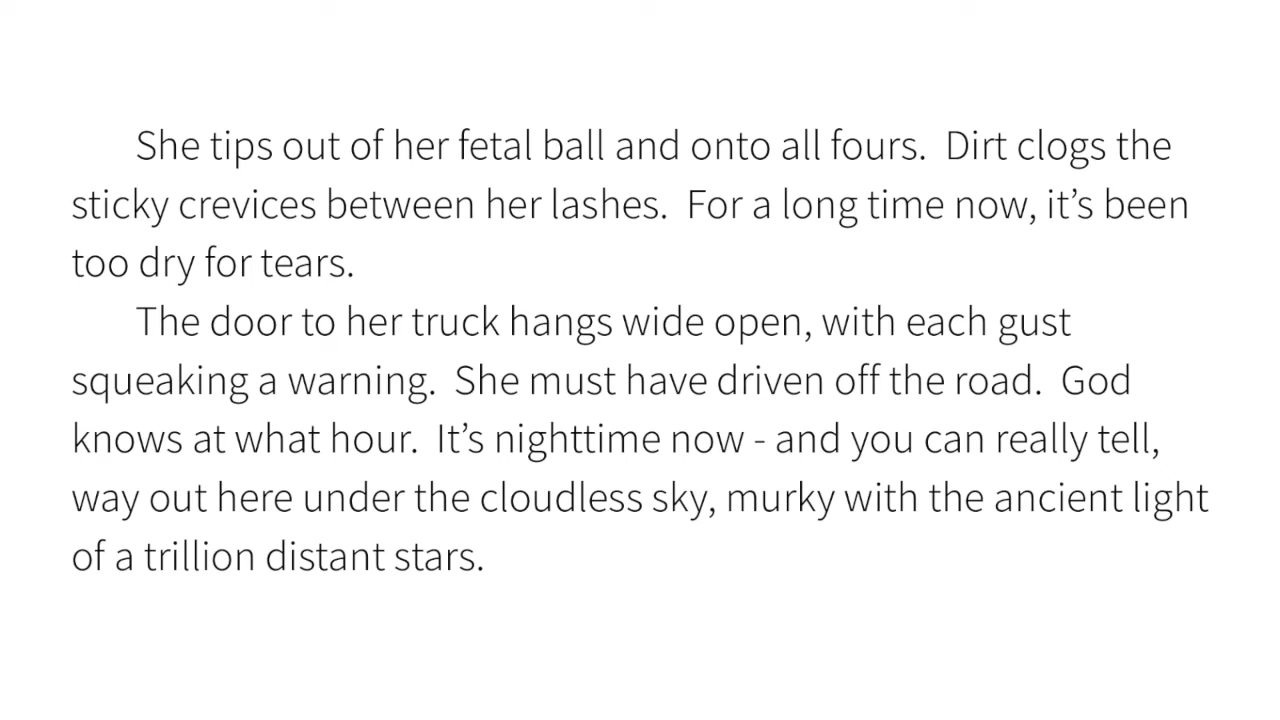 She tips out of her fetal ball and onto all fours.  Dirt clogs the
sticky crevices between her lashes.  For a long time now, it’s been
too dry for tears.
The door to her truck hangs wide open, with each gust
squeaking a warning.  She must have driven off the road.  God
knows at what hour.  It’s nighttime now - and you can really tell,
way out here under the cloudless sky, murky with the ancient light
of a trillion distant stars.